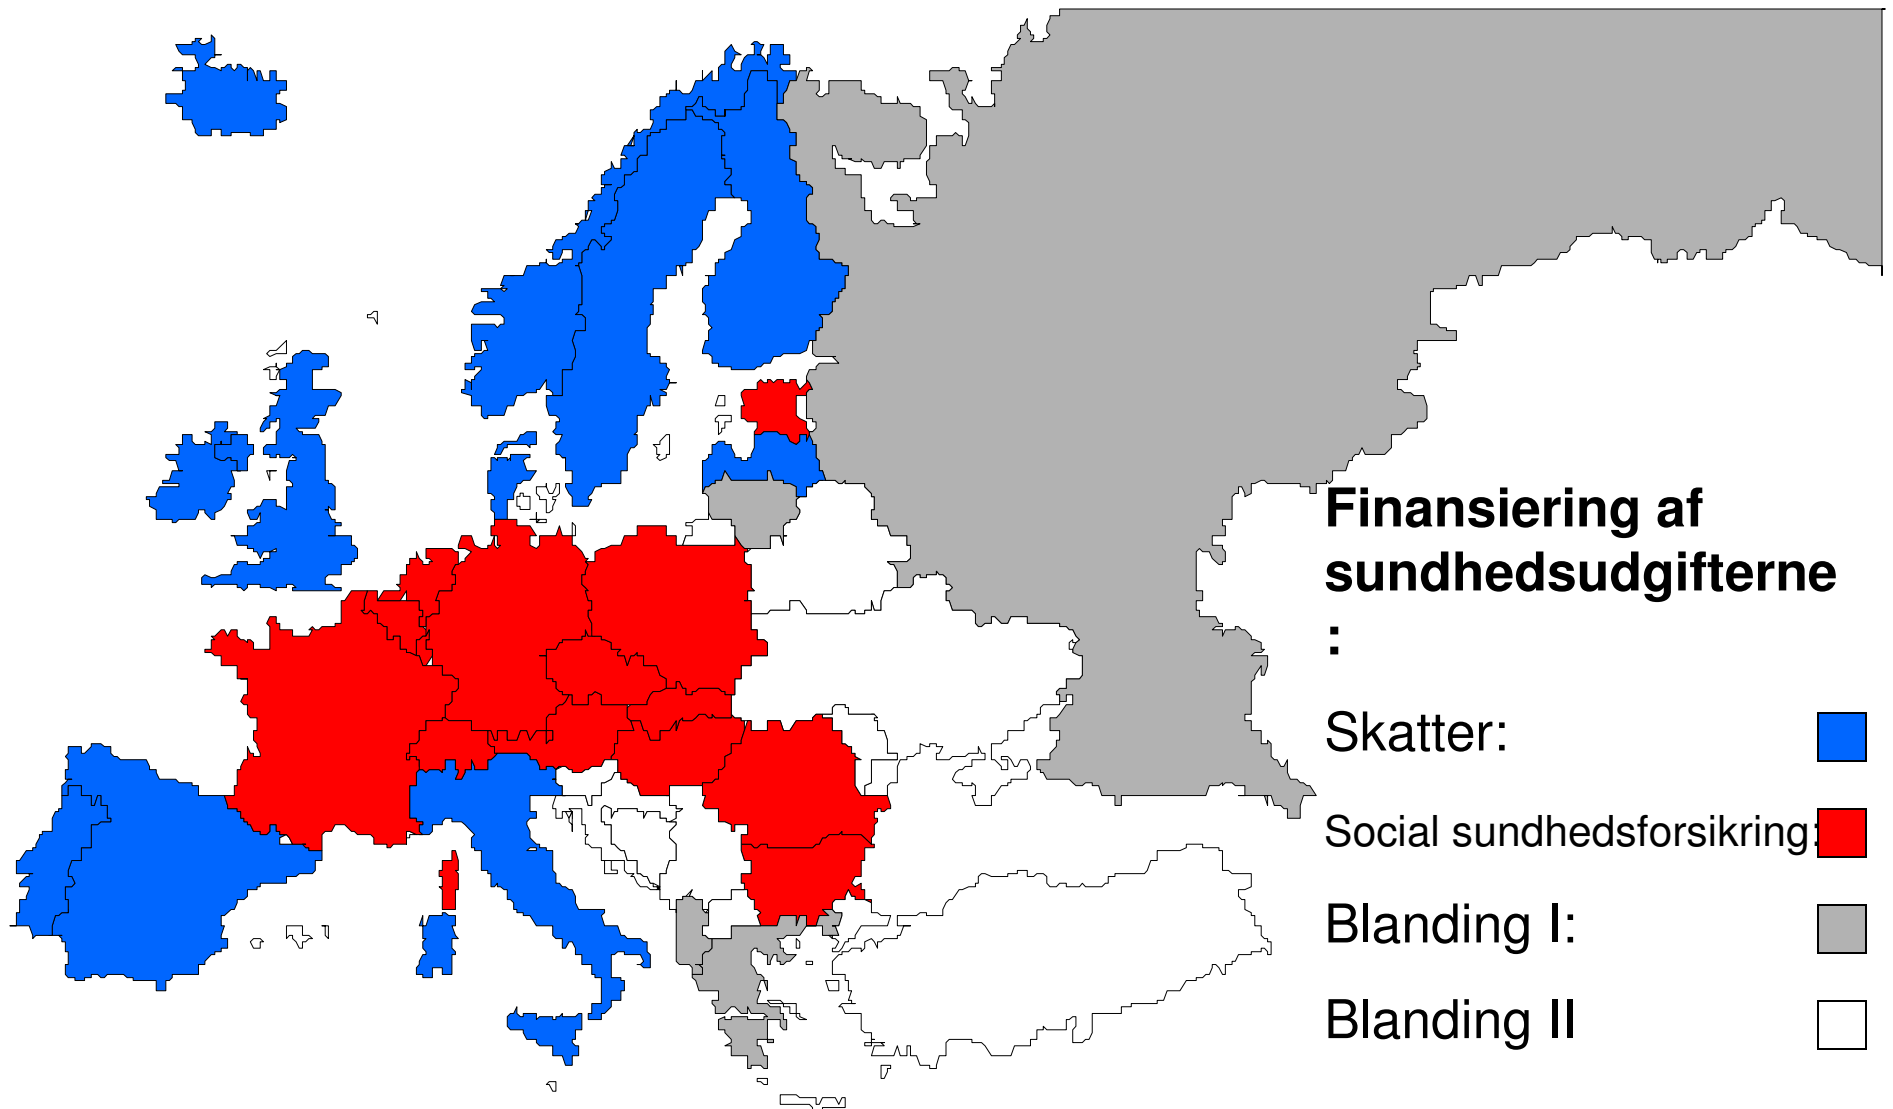 Finansiering af
sundhedsudgifterne
:
Skatter:
Social sundhedsforsikring:
Blanding I:
Blanding II